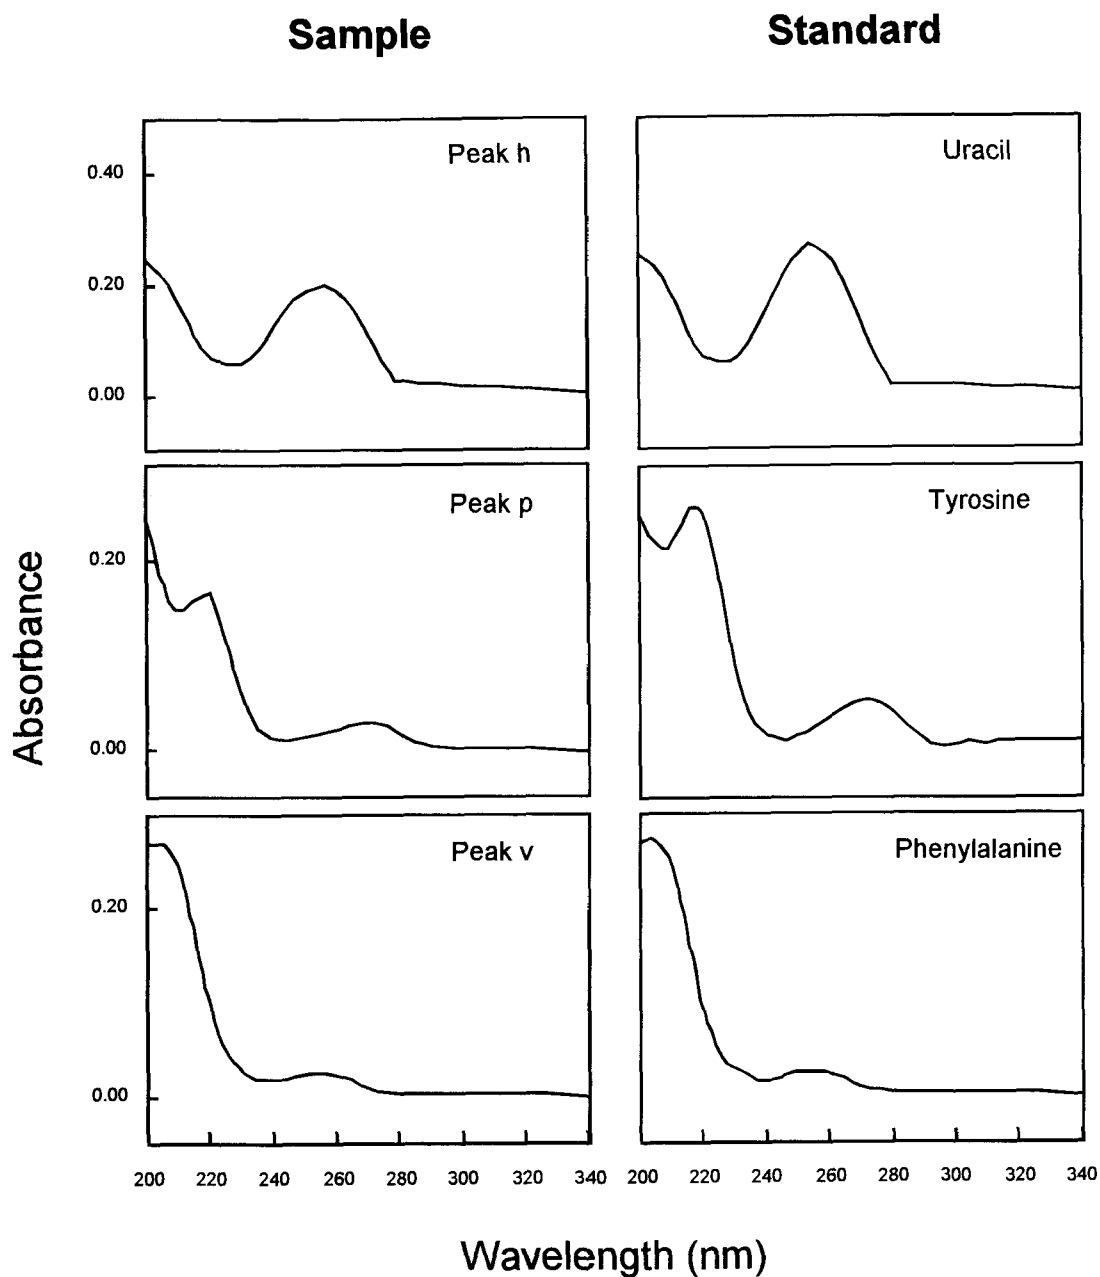 Sample
Standard
Peak h
Uracil
0.40
0.20
0.00
Peak p
Tyrosine
0.20
0.00
Peak v
Phenylalanine
0.20
0.00
Absorbance
200 220 240 260 280 300 320 340
200 220 240 260 280 300 320 340
Wavelength (nm)